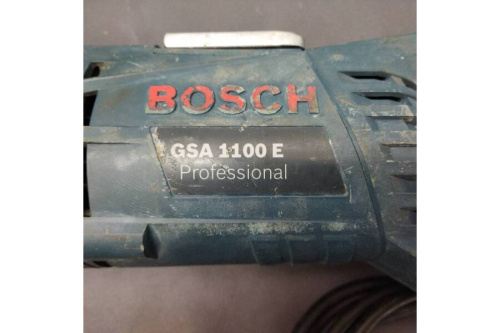 BOSCH
GSA 1100 E
Professional